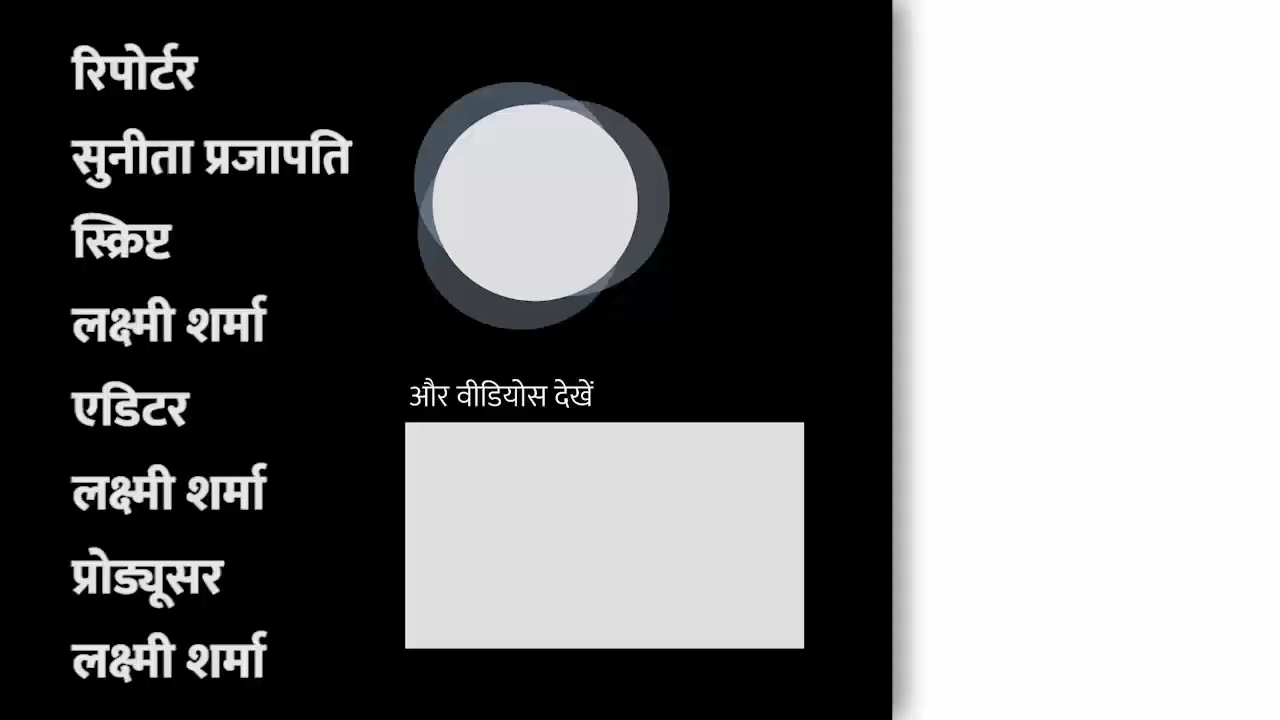 रिपोर्टर
सुनीता प्रजापति
स्क्रिप्ट
लक्ष्मी शर्मा
एडिटर
लक्ष्मी शर्मा
प्रोड्यूसर
लक्ष्मी शर्मा
और वीडियोस देखें